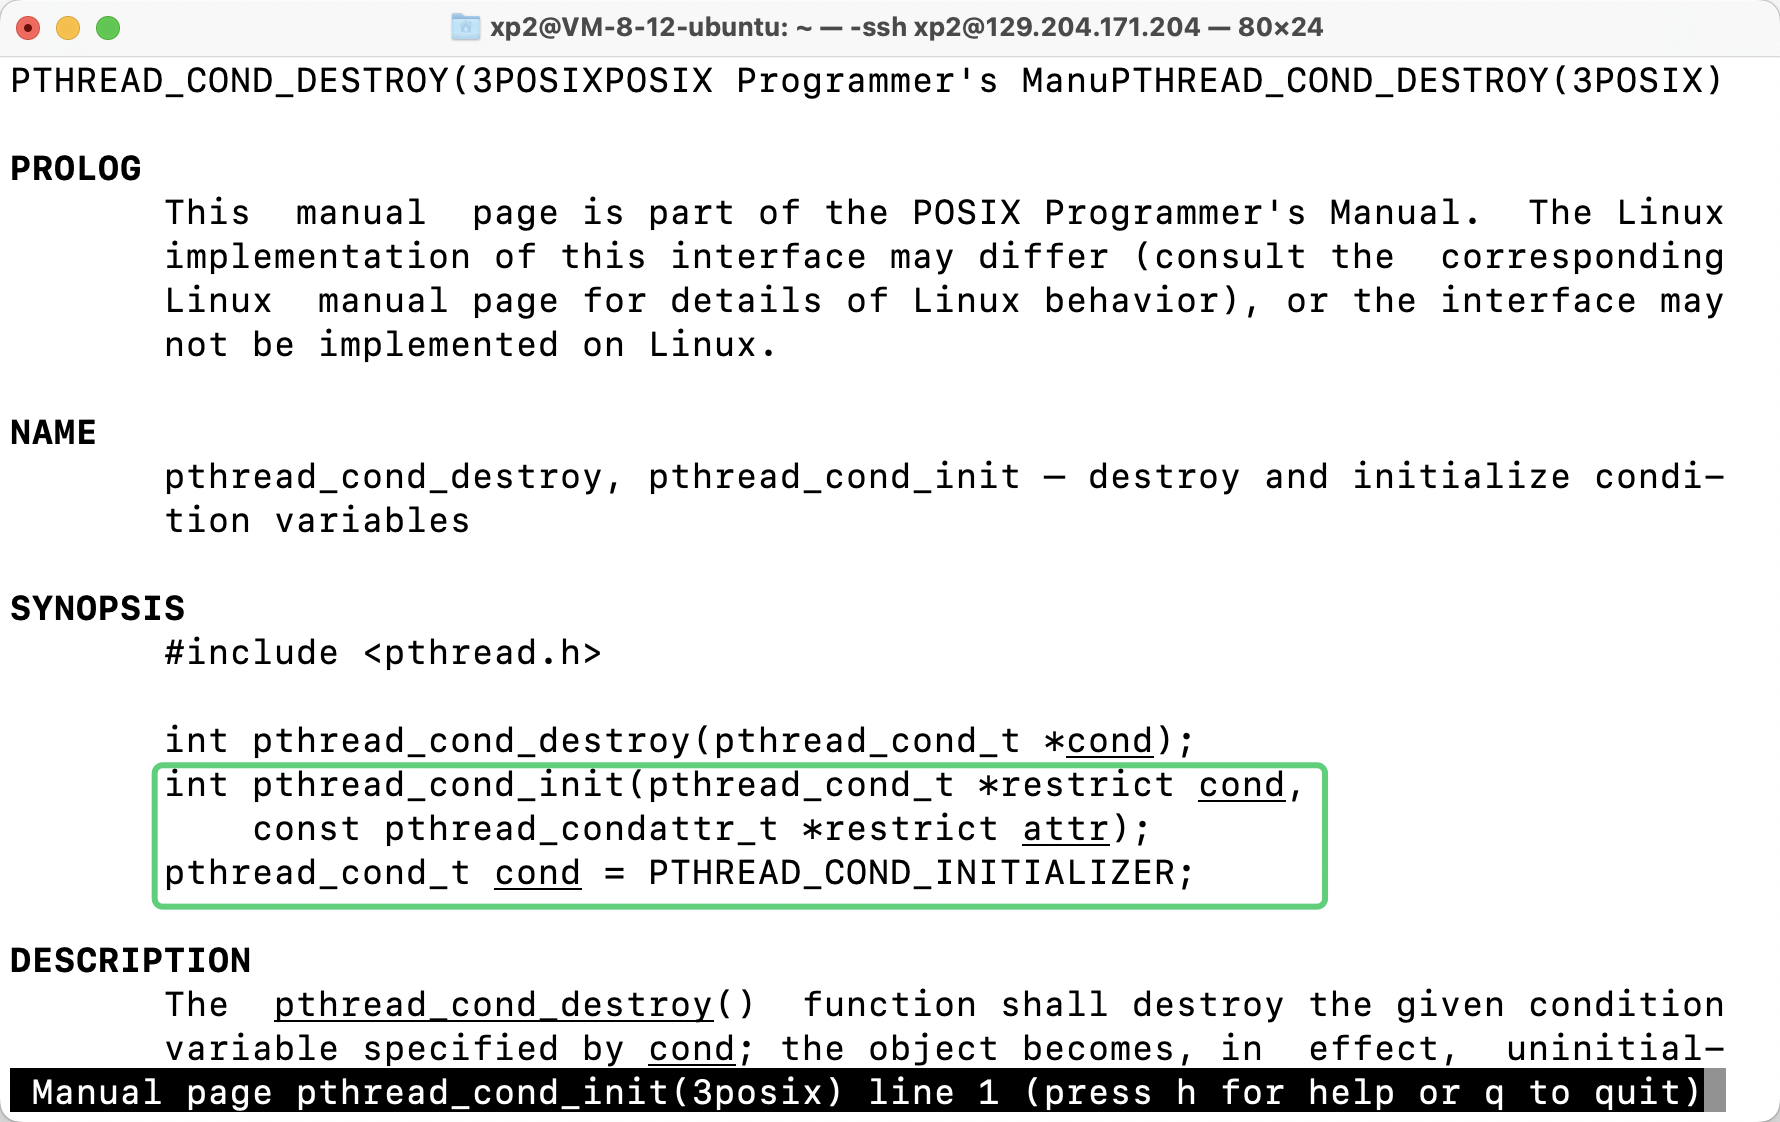 xp2@VM-8-12-ubuntu: ~ — -ssh xp2@129.204.171.204 — 80×24
PTHREAD_COND_DESTROY(3POSIXPOSIX Programmer's ManuPTHREAD_COND_DESTROY(3POSIX)
PROLOG
This  manual  page is part of the POSIX Programmer's Manual.  The Linux
implementation of this interface may differ (consult the  corresponding
Linux  manual page for details of Linux behavior), or the interface may
not be implemented on Linux.
NAME
pthread_cond_destroy, pthread_cond_init — destroy and initialize condi‐
tion variables
SYNOPSIS
#include <pthread.h>
int pthread_cond_destroy(pthread_cond_t *cond);
int pthread_cond_init(pthread_cond_t *restrict cond,
    const pthread_condattr_t *restrict attr);
pthread_cond_t cond = PTHREAD_COND_INITIALIZER;
DESCRIPTION
The  pthread_cond_destroy()  function shall destroy the given condition
variable specified by cond; the object becomes, in  effect,  uninitial‐
Manual page pthread_cond_init(3posix) line 1 (press h for help or q to quit)